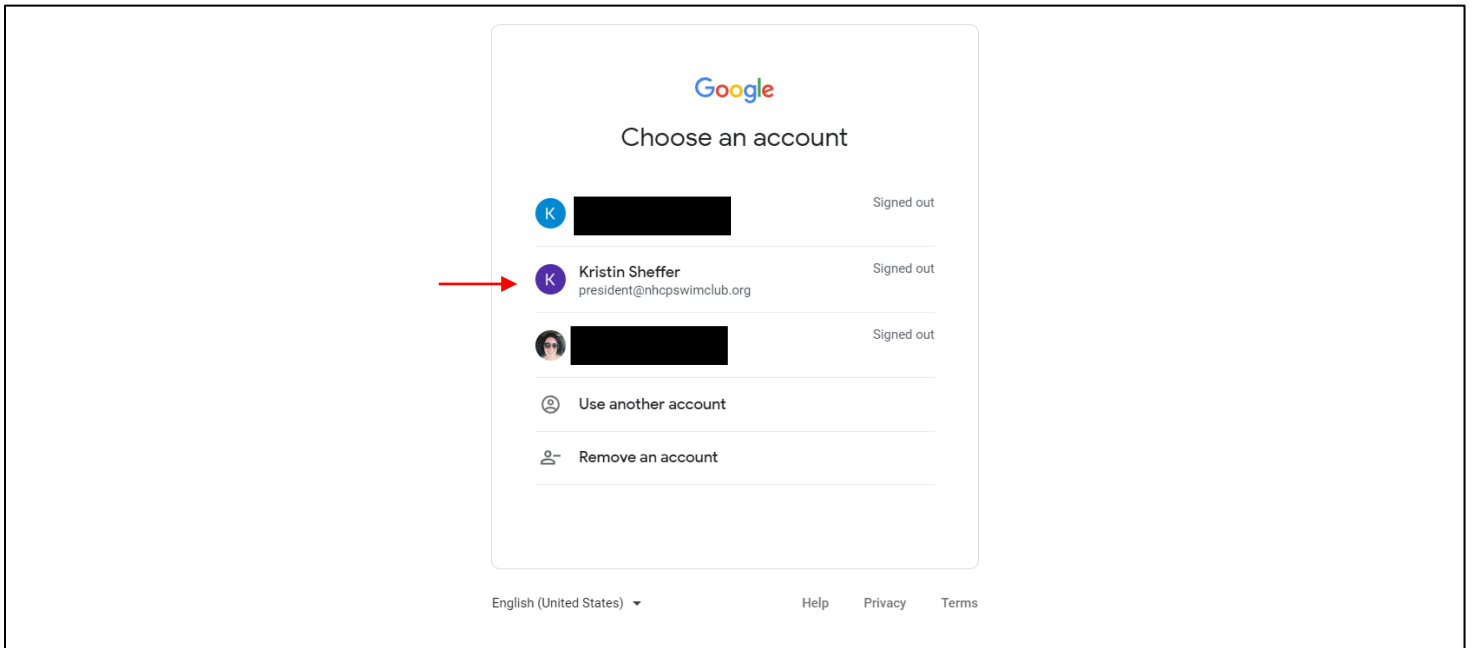 Google
Choose an account
K
Signed out
K
Kristin Sheffer
Signed out
president@nhcpswimclub.org
Signed out
Use another account
Remove an account
English (United States) Help Privacy Terms